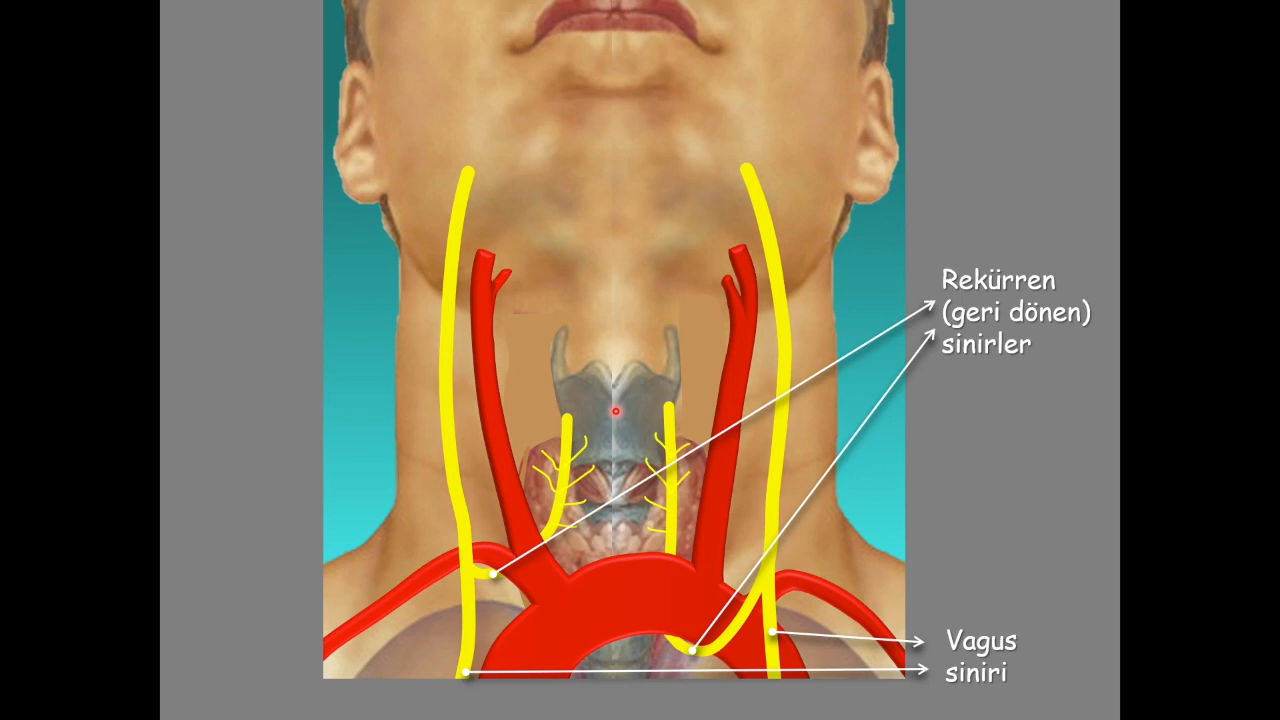 Rekürren
(geri dönen)
sinirler
Vagus
siniri